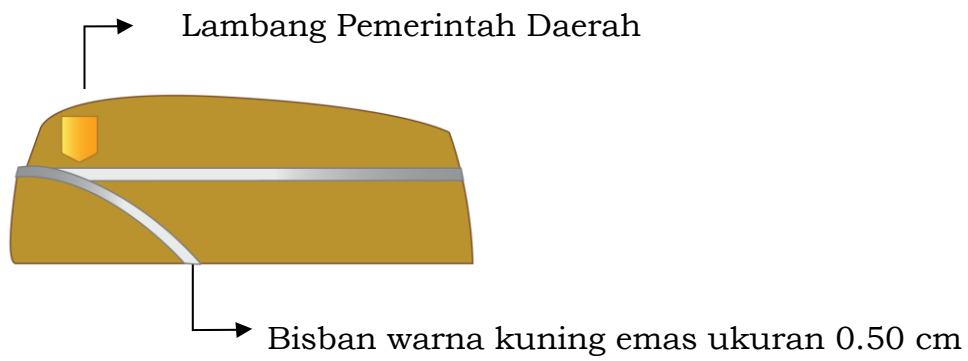 Lambang Pemerintah Daerah
Bisban warna kuning emas ukuran 0.50 cm